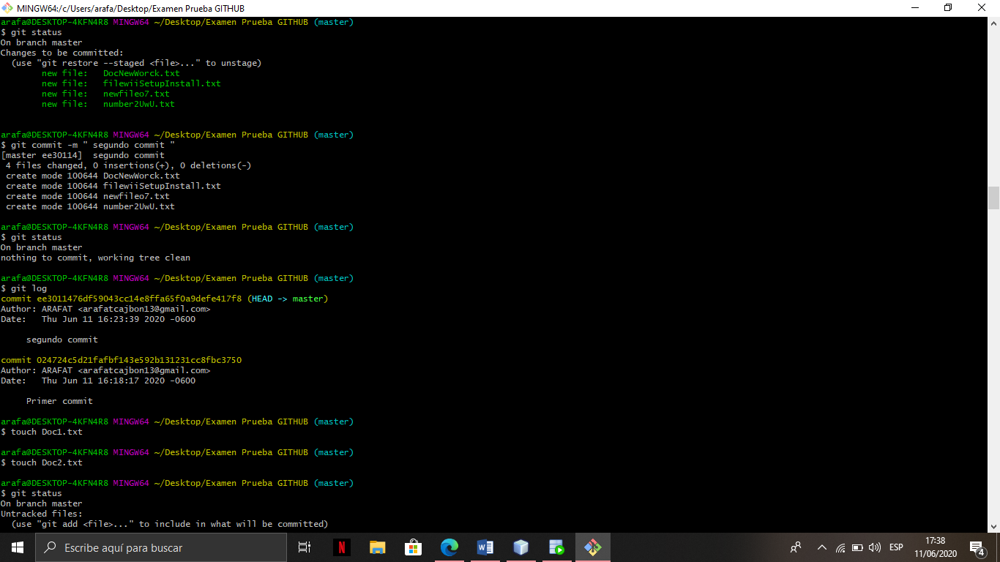 MINGW64:/c/Users/arafa/Desktop/Examen Prueba GITHUB
arafa@DESKTOP-4KFN4R8 MINGW64 ~/Desktop/Examen Prueba GITHUB (master)
$ git status
On branch master
Changes to be committed:
  (use "git restore --staged <file>..." to unstage)
        new file:   DocNewWorck.txt
        new file:   filewiiSetupInstall.txt
        new file:   newfileo7.txt
        new file:   number2UwU.txt
arafa@DESKTOP-4KFN4R8 MINGW64 ~/Desktop/Examen Prueba GITHUB (master)
$ git commit -m " segundo commit "
[master ee30114]  segundo commit
 4 files changed, 0 insertions(+), 0 deletions(-)
 create mode 100644 DocNewWorck.txt
 create mode 100644 filewiiSetupInstall.txt
 create mode 100644 newfileo7.txt
 create mode 100644 number2UwU.txt
arafa@DESKTOP-4KFN4R8 MINGW64 ~/Desktop/Examen Prueba GITHUB (master)
$ git status
On branch master
nothing to commit, working tree clean
arafa@DESKTOP-4KFN4R8 MINGW64 ~/Desktop/Examen Prueba GITHUB (master)
$ git log
commit ee3011476df59043cc14e8ffa65f0a9defe417f8 (HEAD -> master)
Author: ARAFAT <arafatcajbon13@gmail.com>
Date:   Thu Jun 11 16:23:39 2020 -0600
     segundo commit
commit 024724c5d21fafbf143e592b131231cc8fbc3750
Author: ARAFAT <arafatcajbon13@gmail.com>
Date:   Thu Jun 11 16:18:17 2020 -0600
     Primer commit
arafa@DESKTOP-4KFN4R8 MINGW64 ~/Desktop/Examen Prueba GITHUB (master)
$ touch Doc1.txt
arafa@DESKTOP-4KFN4R8 MINGW64 ~/Desktop/Examen Prueba GITHUB (master)
$ touch Doc2.txt
arafa@DESKTOP-4KFN4R8 MINGW64 ~/Desktop/Examen Prueba GITHUB (master)
$ git status
On branch master
Untracked files:
  (use "git add <file>..." to include in what will be committed)
Escribe aquí para buscar
N
W
ESP
17:38
11/06/2020
4